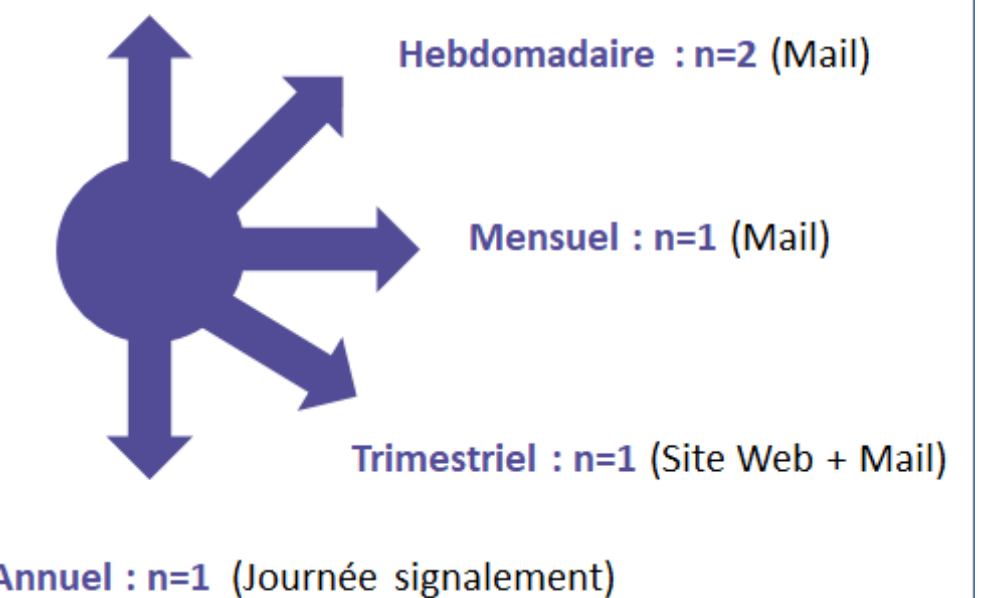 Hebdomadaire : n=2 (Mail)
Mensuel : n=1 (Mail)
Trimestriel : n=1 (Site Web + Mail)
Annuel : n=1 (Journée signalement)